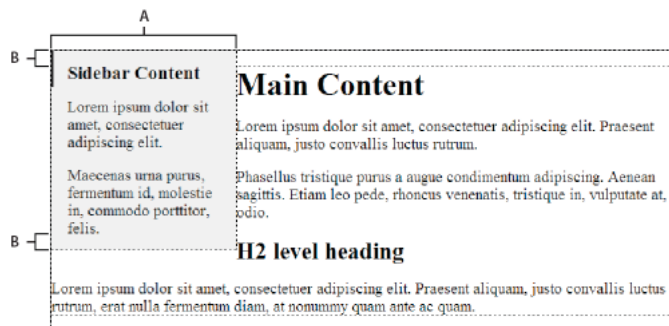 A
B
Sidebar Content
Lorem ipsum dolor sit
amet, consectetuer
adipiscing elit.
Maecenas urna purus,
fermentum id, molestie
in, commodo porttitor,
felis.
B
Main Content
Lorem ipsum dolor sit amet, consectetuer adipiscing elit. Praesent
aliquam, justo convallis luctus rutrum.
Phasellus tristique purus a augue condimentum adipiscing. Aenean
sagittis. Etiam leo pede, rhoncus venenatis, tristique in, vulputate at,
odio.
H2 level heading
Lorem ipsum dolor sit amet, consectetuer adipiscing elit. Praesent aliquam, justo convallis luctus
rutrum, erat nulla fermentum diam, at nonummy quam ante ac quam.